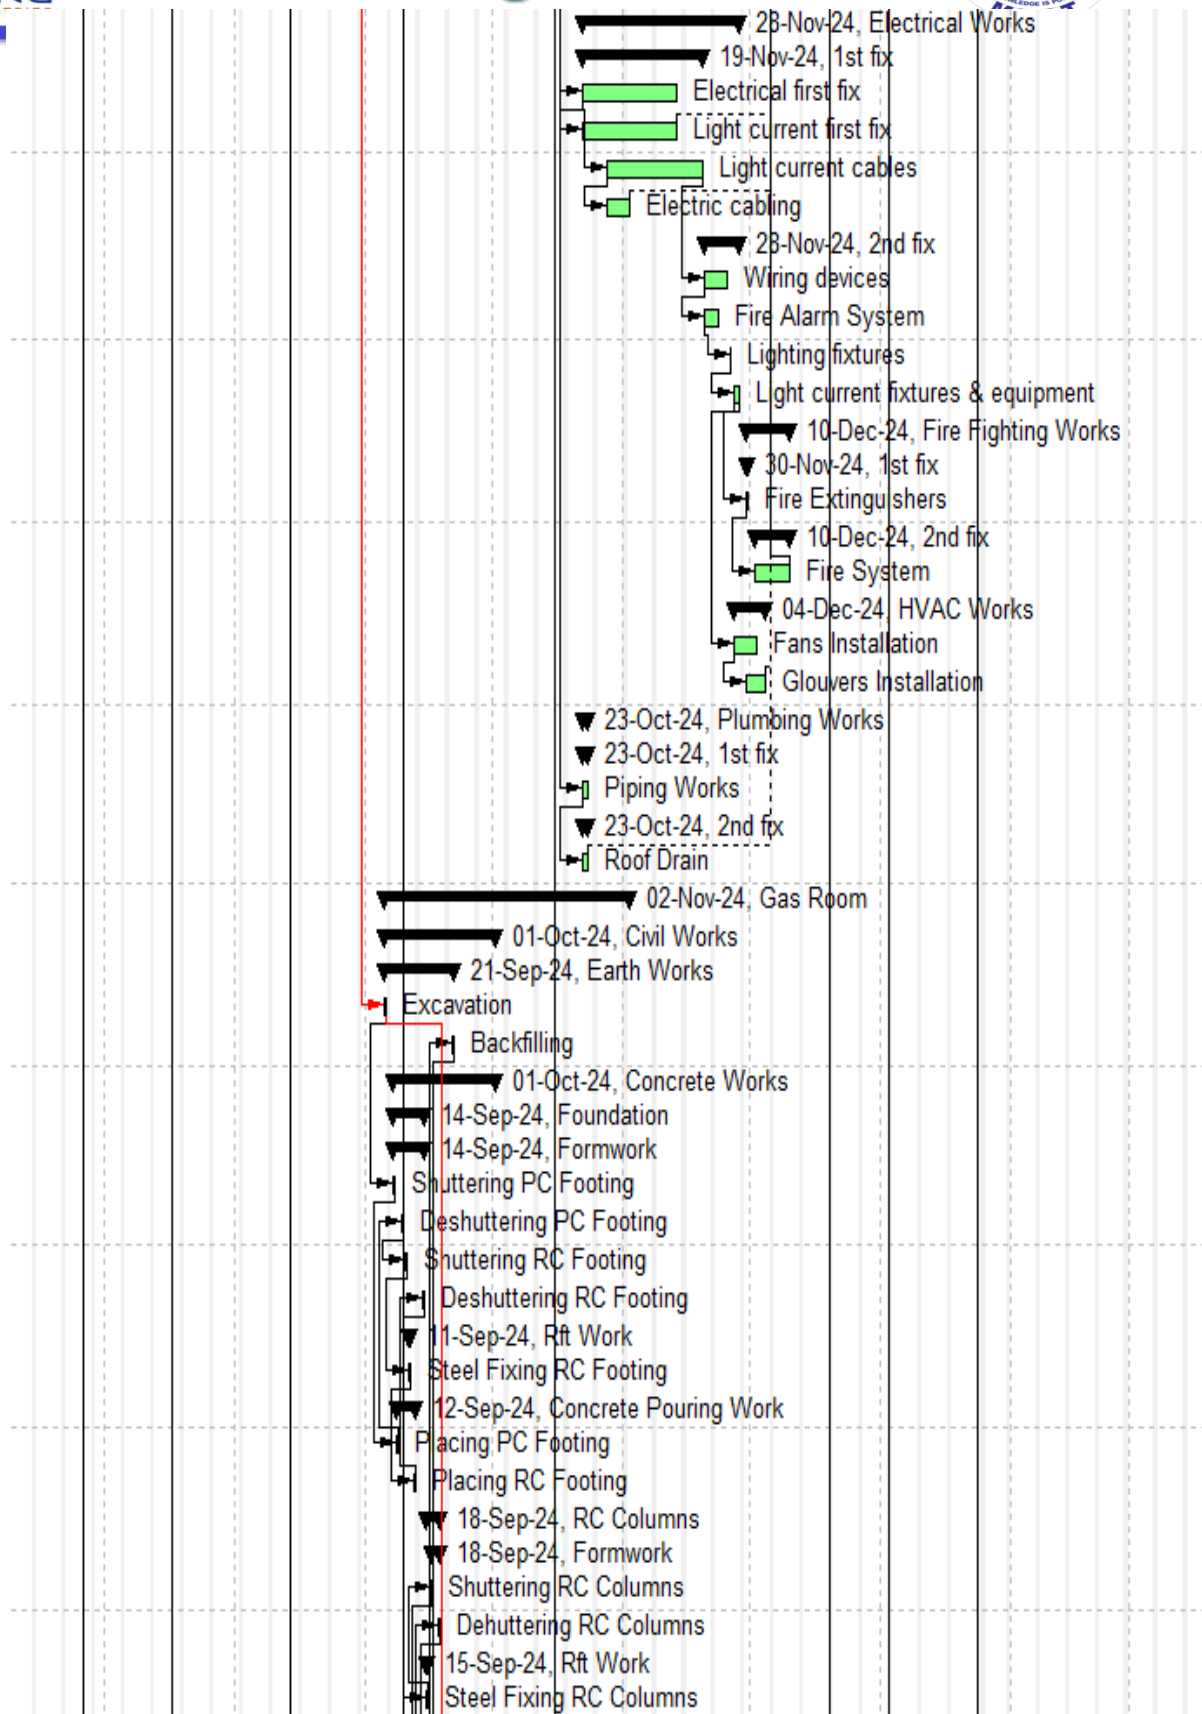 28-Nov-24, Electrical Works
19-Nov-24, 1st fix
Electrical first fix
Light current first fix
Light current cables
Electric cabling
28-Nov-24, 2nd fix
Wiring devices
Fire Alarm System
Lighting fixtures
Light current fixtures & equipment
10-Dec-24, Fire Fighting Works
30-Nov-24, 1st fix
Fire Extinguishers
10-Dec-24, 2nd fix
Fire System
04-Dec-24, HVAC Works
Fans Installation
Glouvers Installation
23-Oct-24, Plumbing Works
23-Oct-24, 1st fix
Piping Works
23-Oct-24, 2nd fix
Roof Drain
02-Nov-24, Gas Room
01-Oct-24, Civil Works
21-Sep-24, Earth Works
Excavation
Backfilling
01-Oct-24, Concrete Works
14-Sep-24, Foundation
14-Sep-24, Formwork
Shuttering PC Footing
Deshuttering PC Footing
Shuttering RC Footing
Deshuttering RC Footing
11-Sep-24, Rft Work
Steel Fixing RC Footing
12-Sep-24, Concrete Pouring Work
Placing PC Footing
Placing RC Footing
18-Sep-24, RC Columns
18-Sep-24, Formwork
Shuttering RC Columns
Dehuttering RC Columns
15-Sep-24, Rft Work
Steel Fixing RC Columns